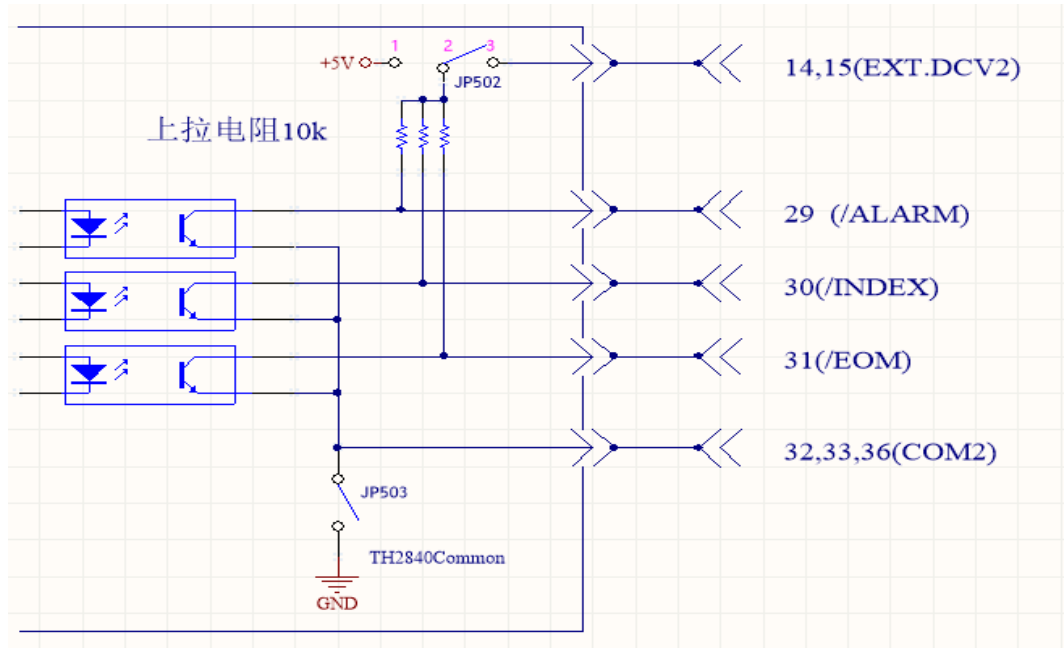 1 2 3
+5V
JP502
14,15(EXT.DCV2)
上拉电阻10k
29 (/ALARM)
30(/INDEX)
31(/EOM)
32,33,36(COM2)
JP503
TH2840Common
GND